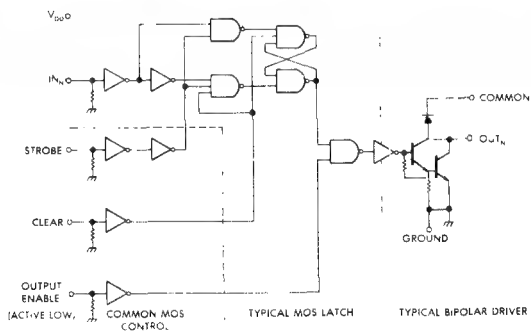 VDD
INN
COMMON
OUTN
STROBE
CLEAR
GROUND
OUTPUT
ENABLE
(ACTIVE LOW)
COMMON MOS
CONTROL
TYPICAL MOS LATCH
TYPICAL BIPOLAR DRIVER